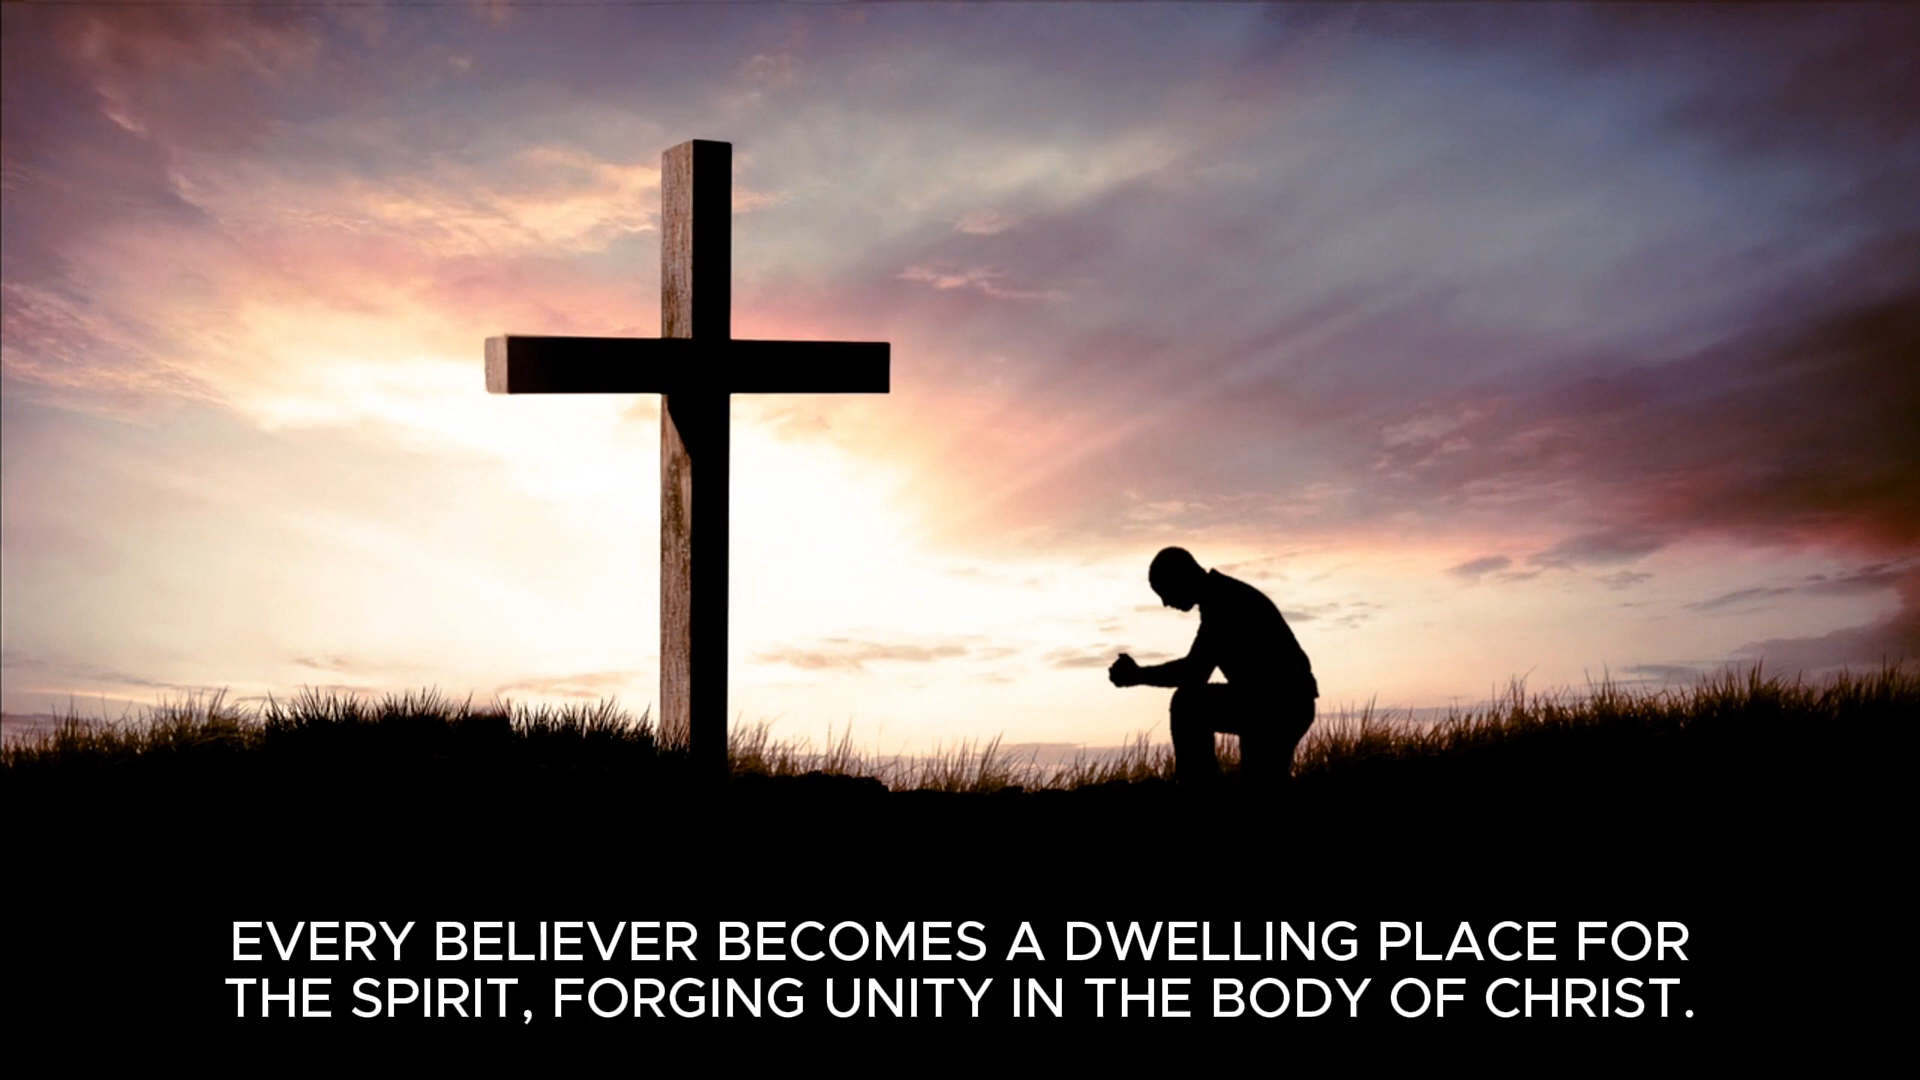 EVERY BELIEVER BECOMES A DWELLING PLACE FOR
THE SPIRIT, FORGING UNITY IN THE BODY OF CHRIST.